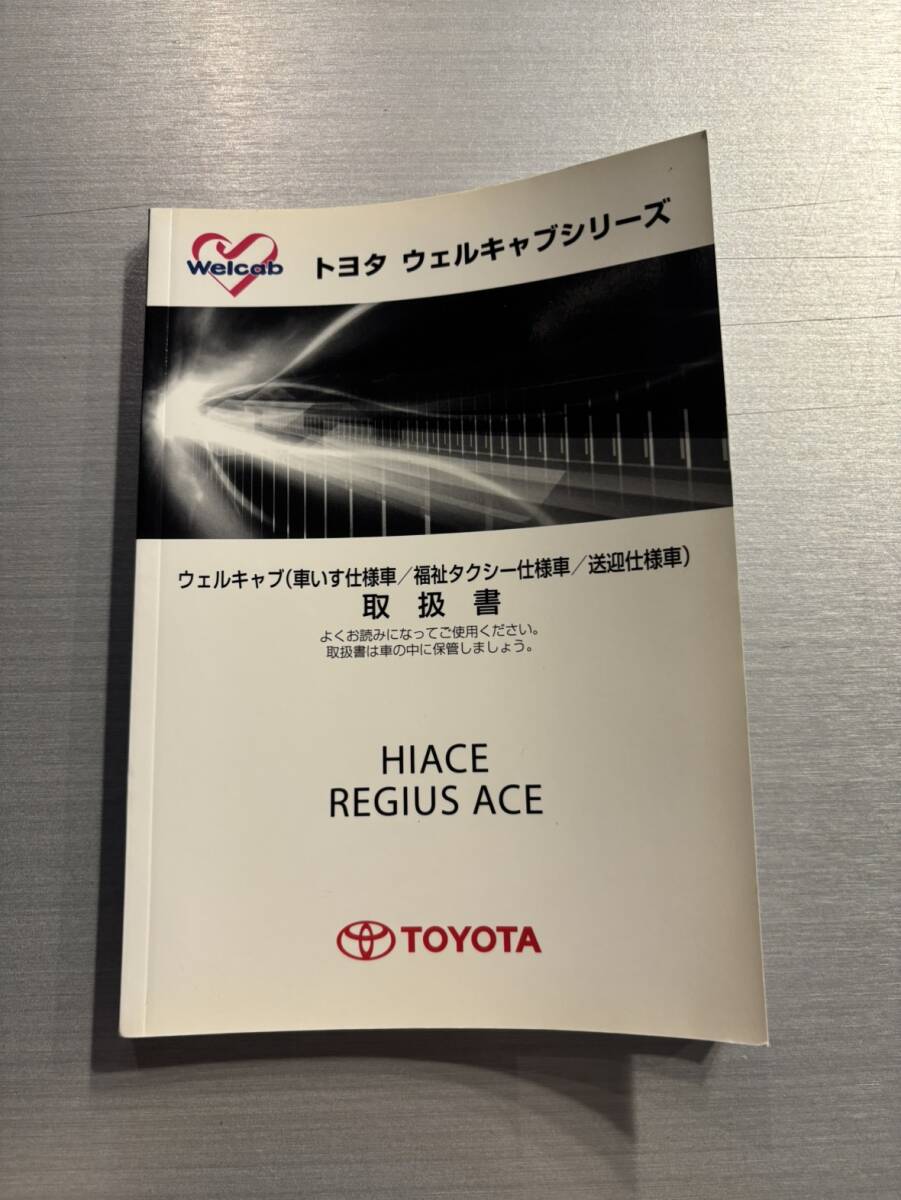 Welcab
トヨタ ウェルキャブシリーズ
ウェルキャブ(車いす仕様車/福祉タクシー仕様車/送迎仕様車)
取扱書
よくお読みになってご使用ください。
取扱書は車の中に保管しましょう。
HIACE
REGIUS ACE
TOYOTA